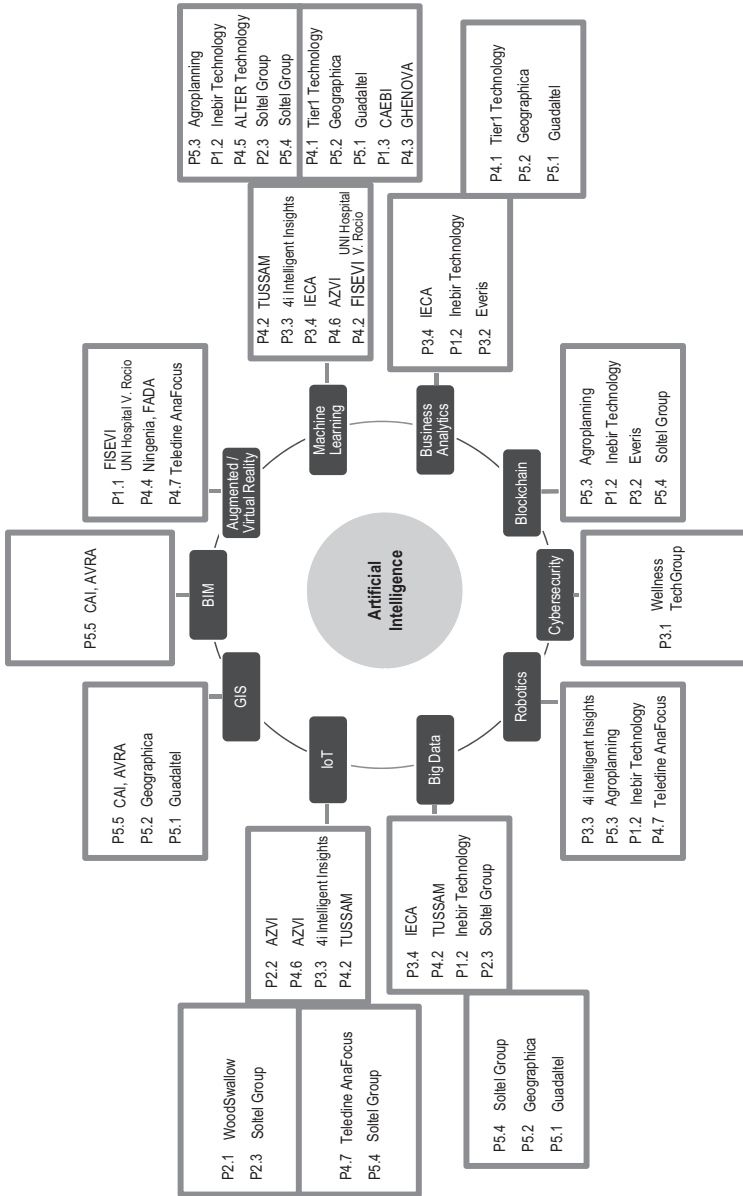 Artificial
Intelligence
BIM
P5.5 CAI, AVRA
Augmented /
Virtual Reality
P1.1 FISEVI
UNI Hospital V. Rocio
P4.4 Ningenia, FADA
P4.7 Teledine AnaFocus
Machine
Learning
P4.2 TUSSAM
P3.3 4i Intelligent Insights
P3.4 IECA
P4.6 AZVI
P4.2 FISEVI UNI Hospital
V. Rocio
P5.3 Agroplanning
P1.2 Inebir Technology
P4.5 ALTER Technology
P2.3 Soltel Group
P5.4 Soltel Group
P4.1 Tier1 Technology
P5.2 Geographica
P5.1 Guadaltel
P1.3 CAEBI
P4.3 GHENOVA
Business
Analytics
P3.4 IECA
P1.2 Inebir Technology
P3.2 Everis
P4.1 Tier1 Technology
P5.2 Geographica
P5.1 Guadaltel
Blockchain
P5.3 Agroplanning
P1.2 Inebir Technology
P3.2 Everis
P5.4 Soltel Group
Cybersecurity
P3.1 Wellness
TechGroup
Robotics
P3.3 4i Intelligent Insights
P5.3 Agroplanning
P1.2 Inebir Technology
P4.7 Teledine AnaFocus
Big Data
P3.4 IECA
P4.2 TUSSAM
P1.2 Inebir Technology
P2.3 Soltel Group
P5.4 Soltel Group
P5.2 Geographica
P5.1 Guadaltel
IoT
P2.2 AZVI
P4.6 AZVI
P3.3 4i Intelligent Insights
P4.2 TUSSAM
P2.1 WoodSwallow
P2.3 Soltel Group
P4.7 Teledine AnaFocus
P5.4 Soltel Group
GIS
P5.5 CAI, AVRA
P5.2 Geographica
P5.1 Guadaltel